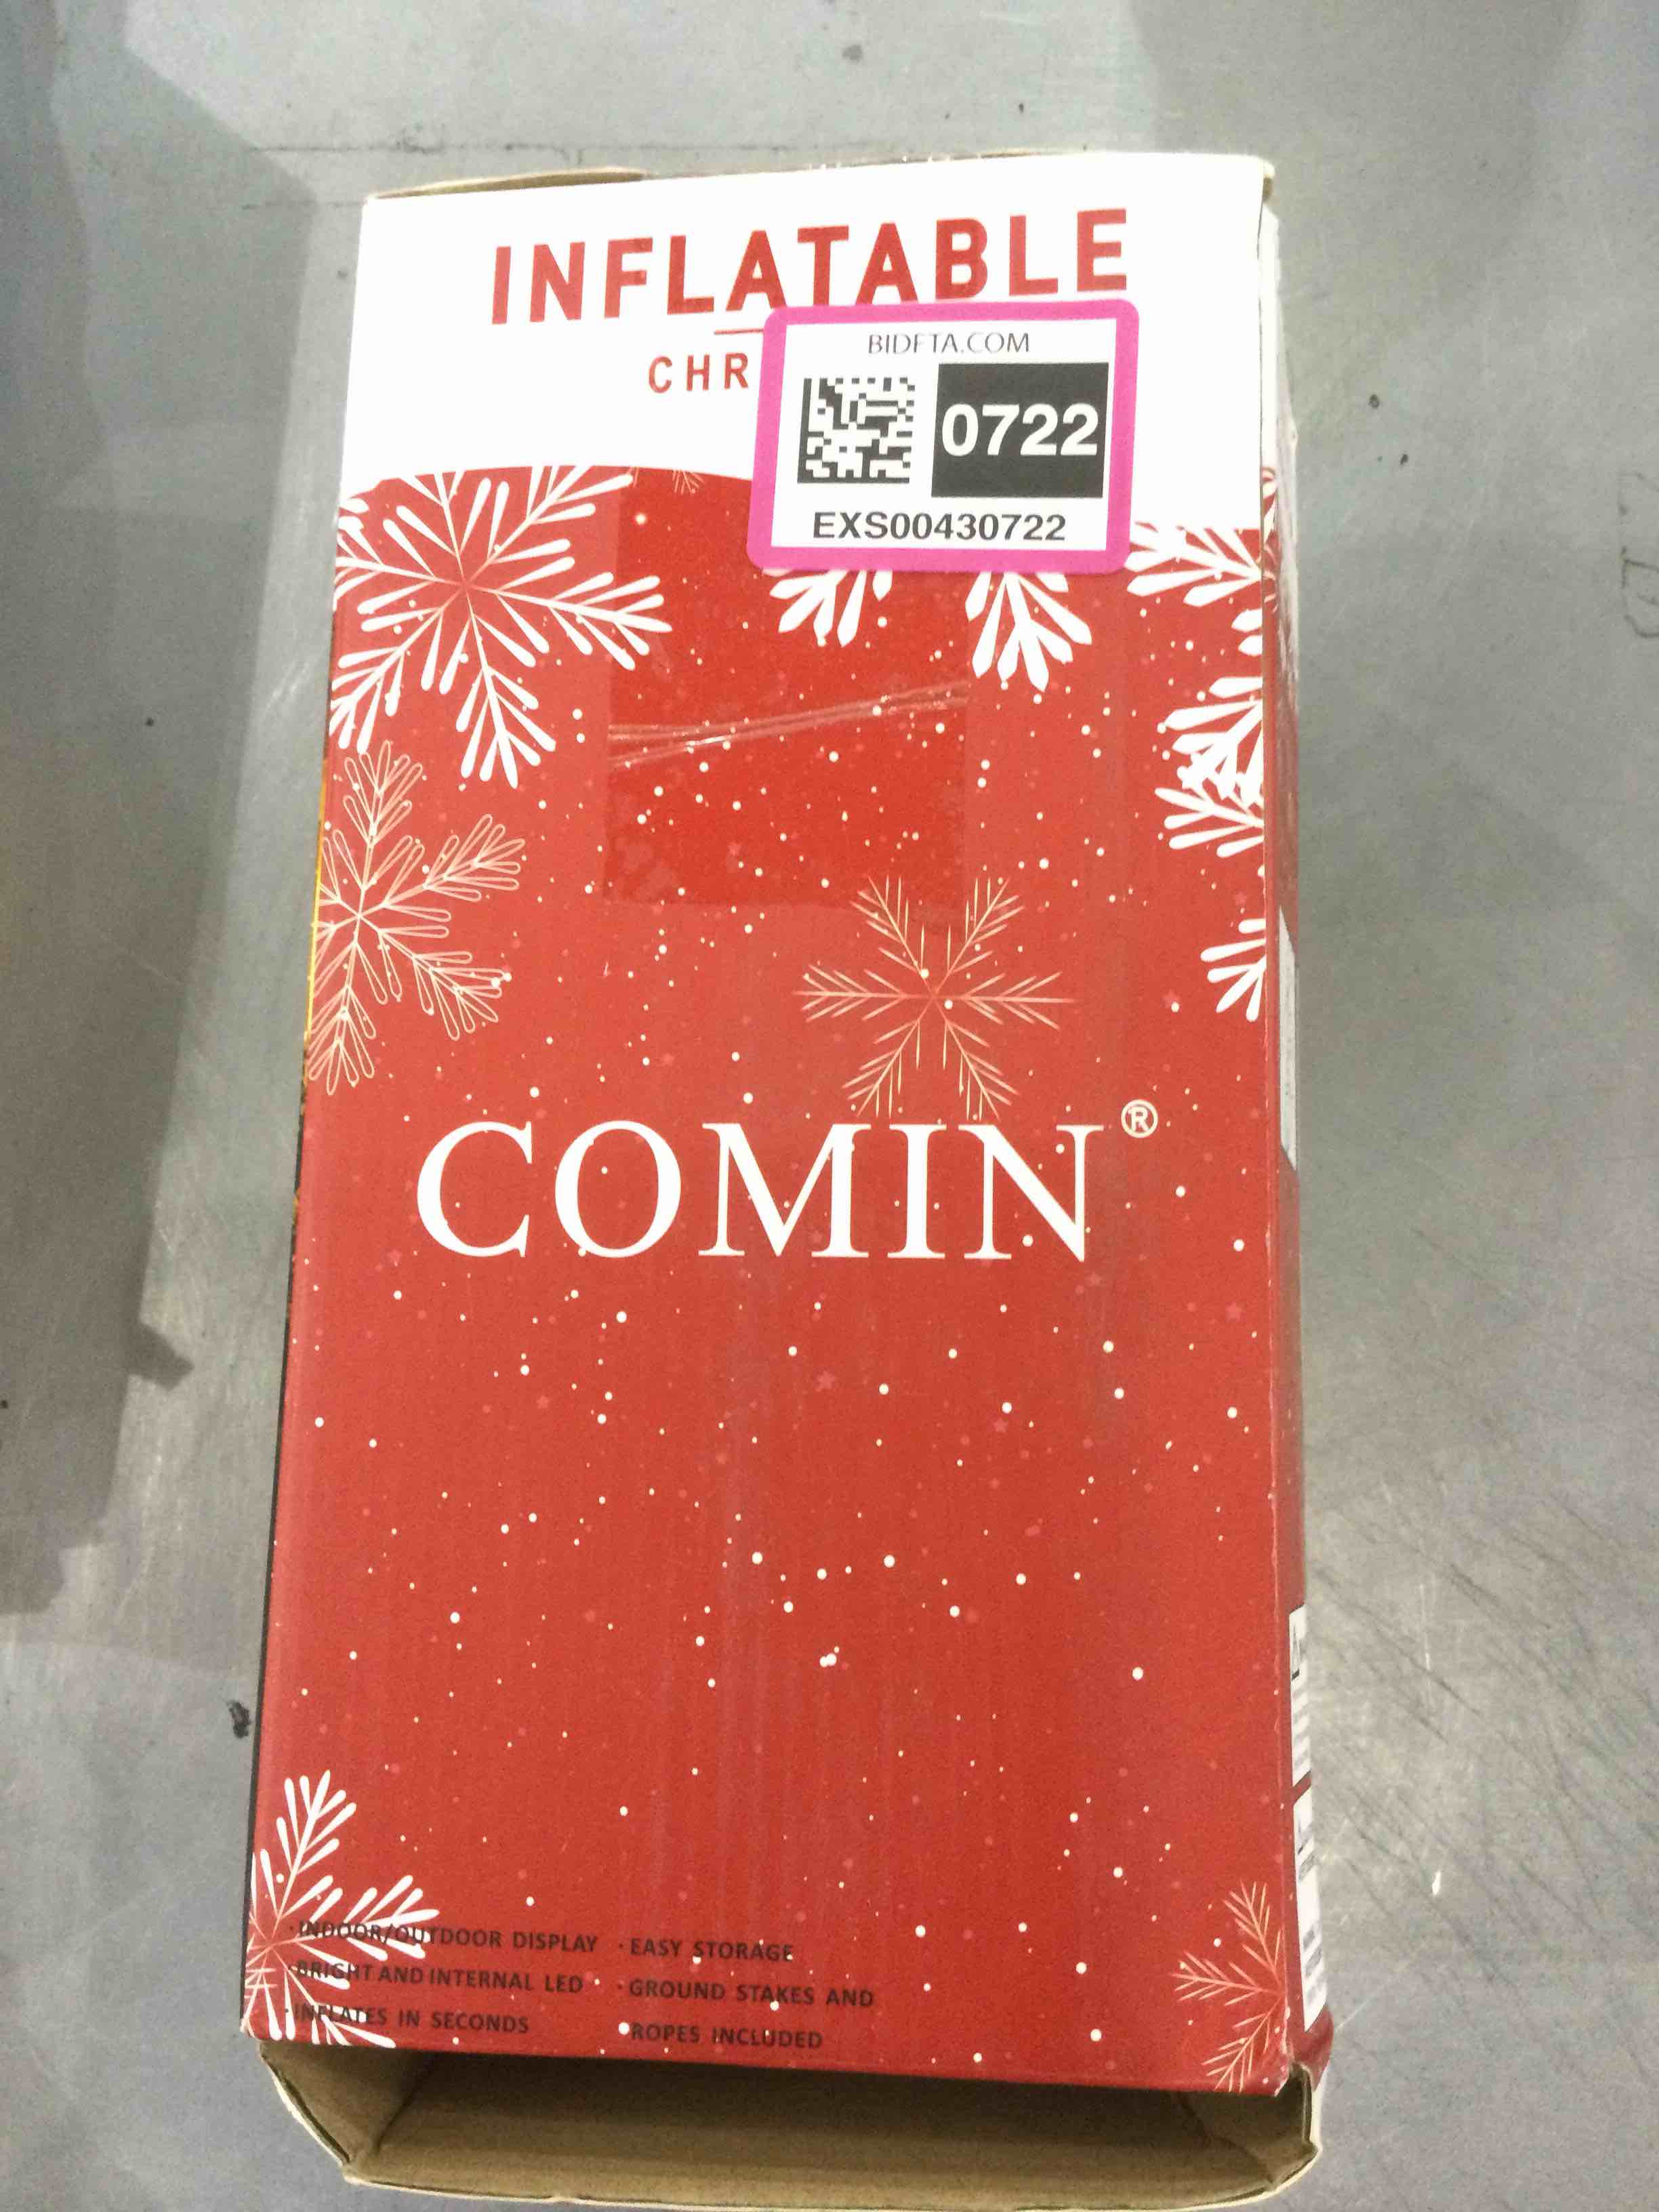 INFLATABLE
CHR
BIDFTA.COM
0722
EXS00430722
COMIN®
· INDOOR/OUTDOOR DISPLAY
· BRIGHT AND INTERNAL LED
· INFLATES IN SECONDS
· EASY STORAGE
· GROUND STAKES AND
ROPES INCLUDED